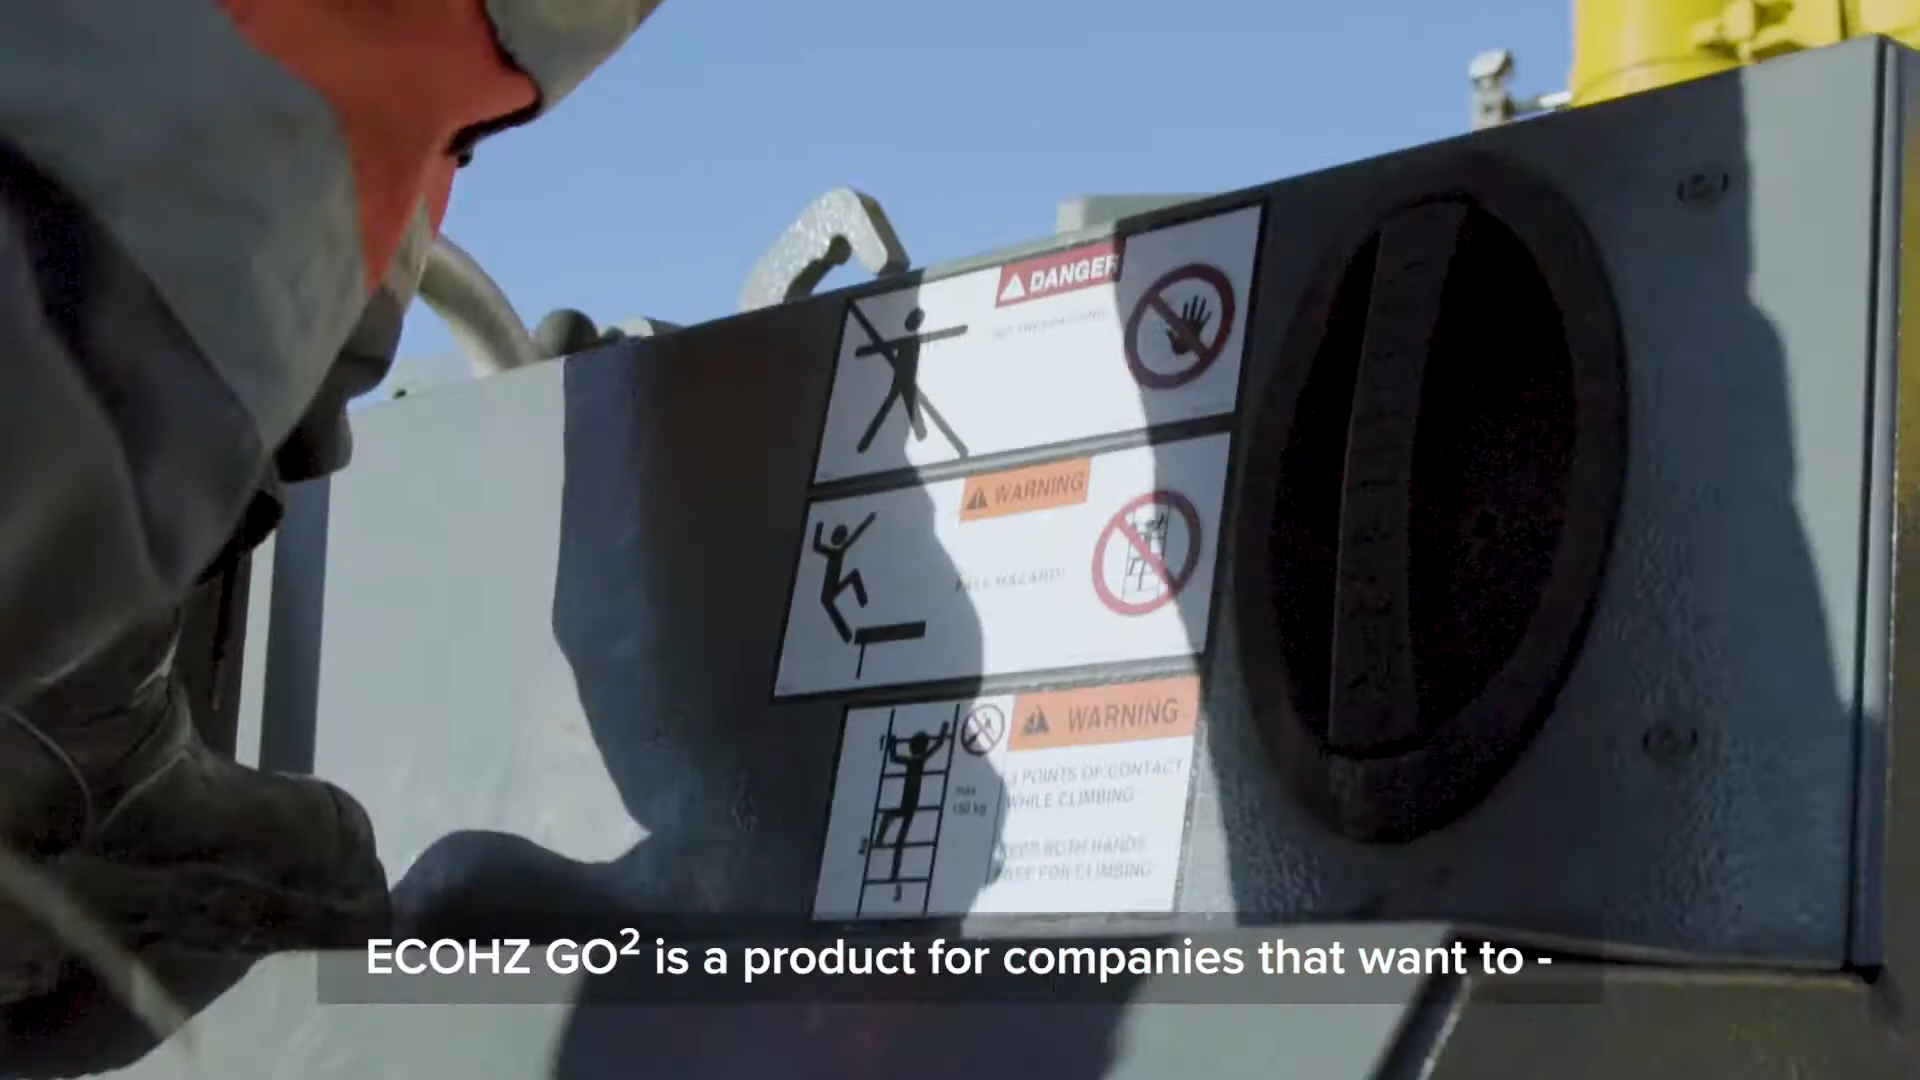 DANGER
WARNING
FALL HAZARD!
WARNING
3 POINTS OF CONTACT
WHILE CLIMBING
max
150 kg
KEEP BOTH HANDS
FREE FOR CLIMBING
ECOHZ GO² is a product for companies that want to -